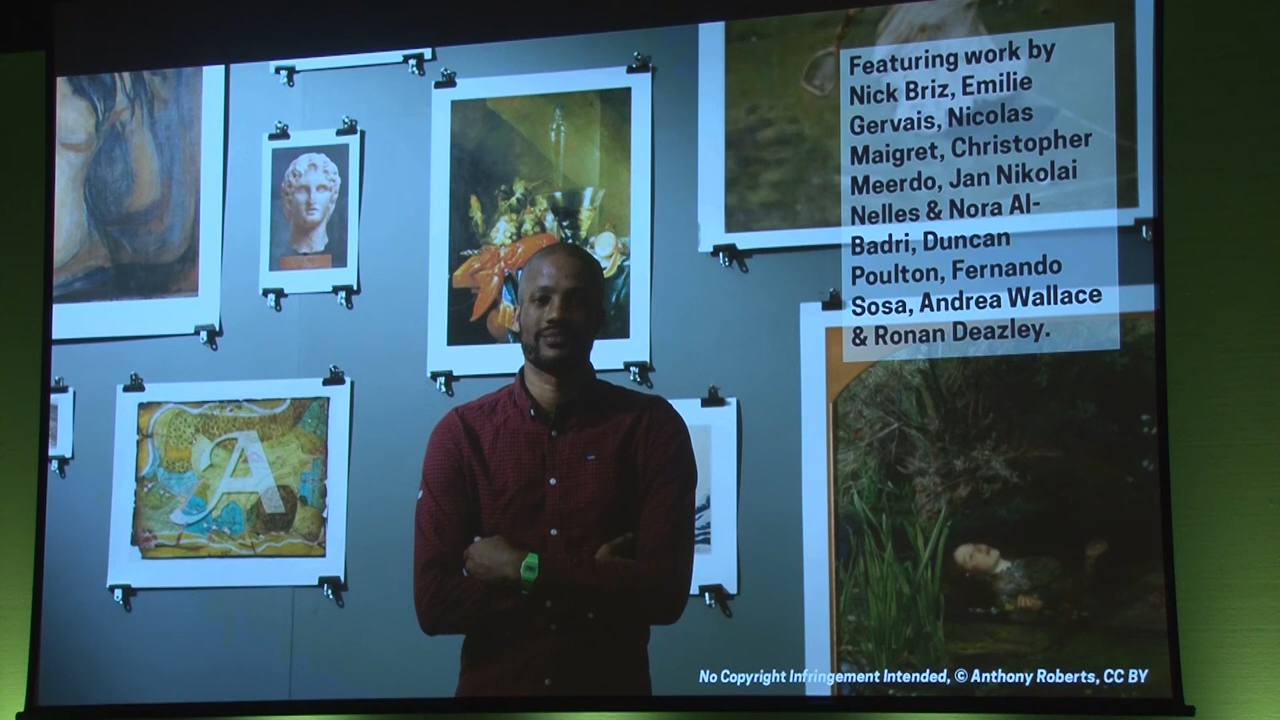 Featuring work by
Nick Briz, Emilie
Gervais, Nicolas
Maigret, Christopher
Meerdo, Jan Nikolai
Nelles & Nora Al-
Badri, Duncan
Poulton, Fernando
Sosa, Andrea Wallace
& Ronan Deazley.
A
No Copyright Infringement Intended, © Anthony Roberts, CC BY